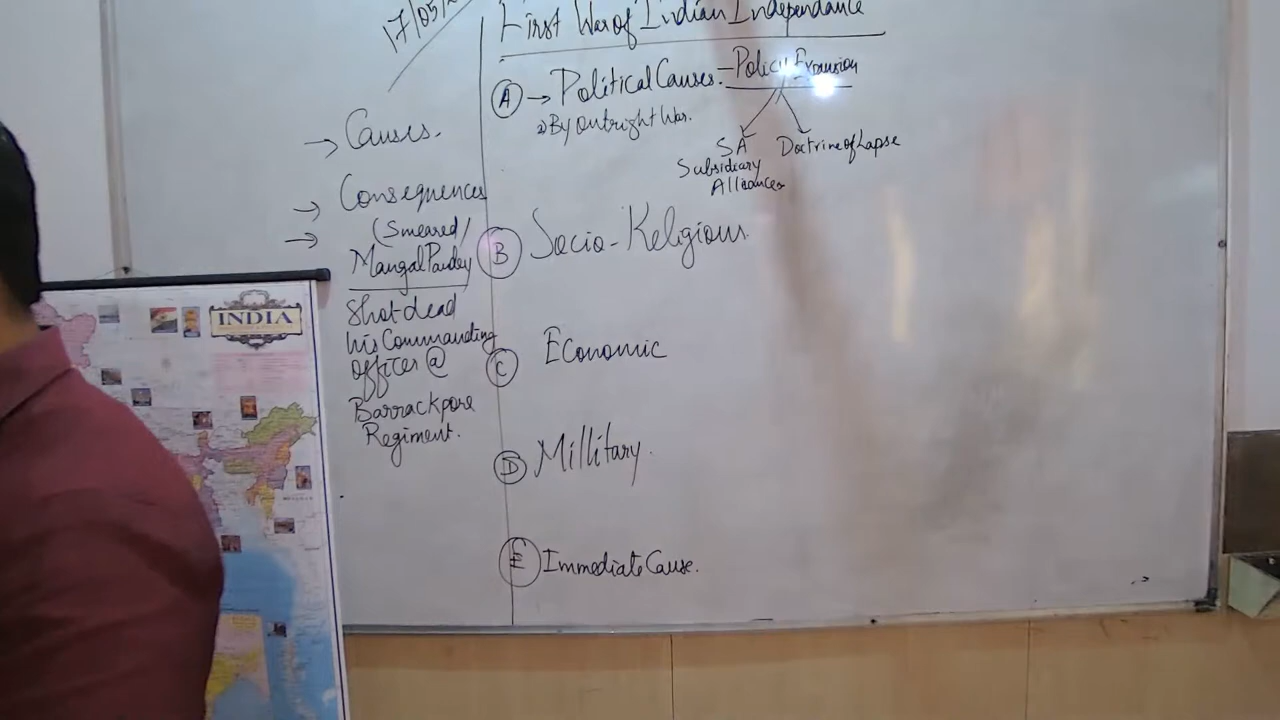 17/05/2
→ Causes.
→ Consequences
→ (Smeared/
Mangal Pandey
Shot dead
his Commanding
officer @
Barrackpore
Regiment.
First War of Indian Independance
A → Political Causes. - Policy Expansion
a) By Outright War.
SA
Subsidiary
Alliance
Doctrine of Lapse
B Socio-Religious
C Economic
D Millitary.
E Immediate Cause.
INDIA